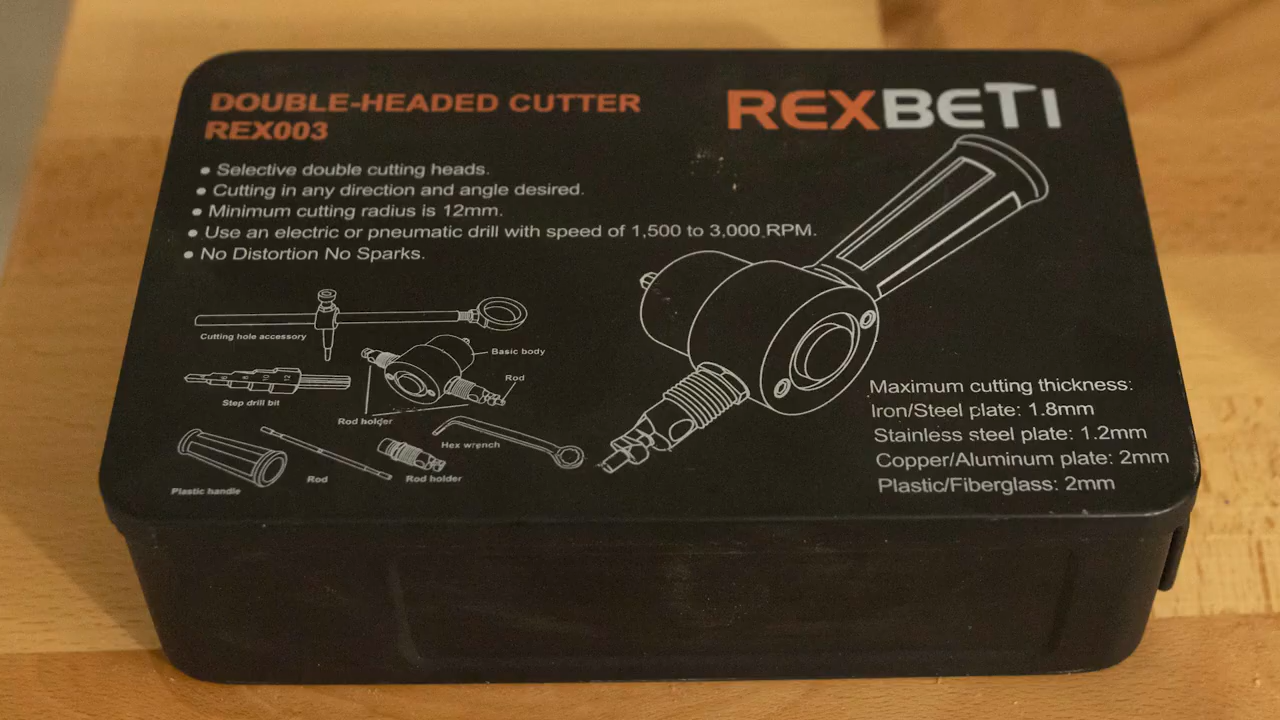 DOUBLE-HEADED CUTTER
REX003
REXBETI
• Selective double cutting heads.
• Cutting in any direction and angle desired.
• Minimum cutting radius is 12mm.
• Use an electric or pneumatic drill with speed of 1,500 to 3,000 RPM.
• No Distortion No Sparks.
Cutting hole accessory
Basic body
Rod
Step drill bit
Rod holder
Hex wrench
Plastic handle
Rod
Rod holder
Maximum cutting thickness:
Iron/Steel plate: 1.8mm
Stainless steel plate: 1.2mm
Copper/Aluminum plate: 2mm
Plastic/Fiberglass: 2mm